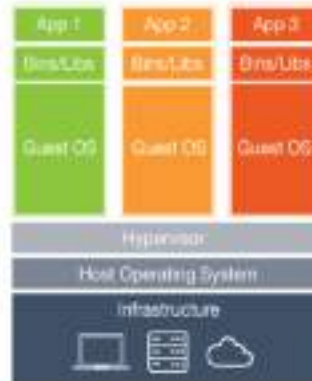 App 1 App 2 App 3
Bins/Libs Bins/Libs Bins/Libs
Guest OS Guest OS Guest OS
Hypervisor
Host Operating System
Infrastructure